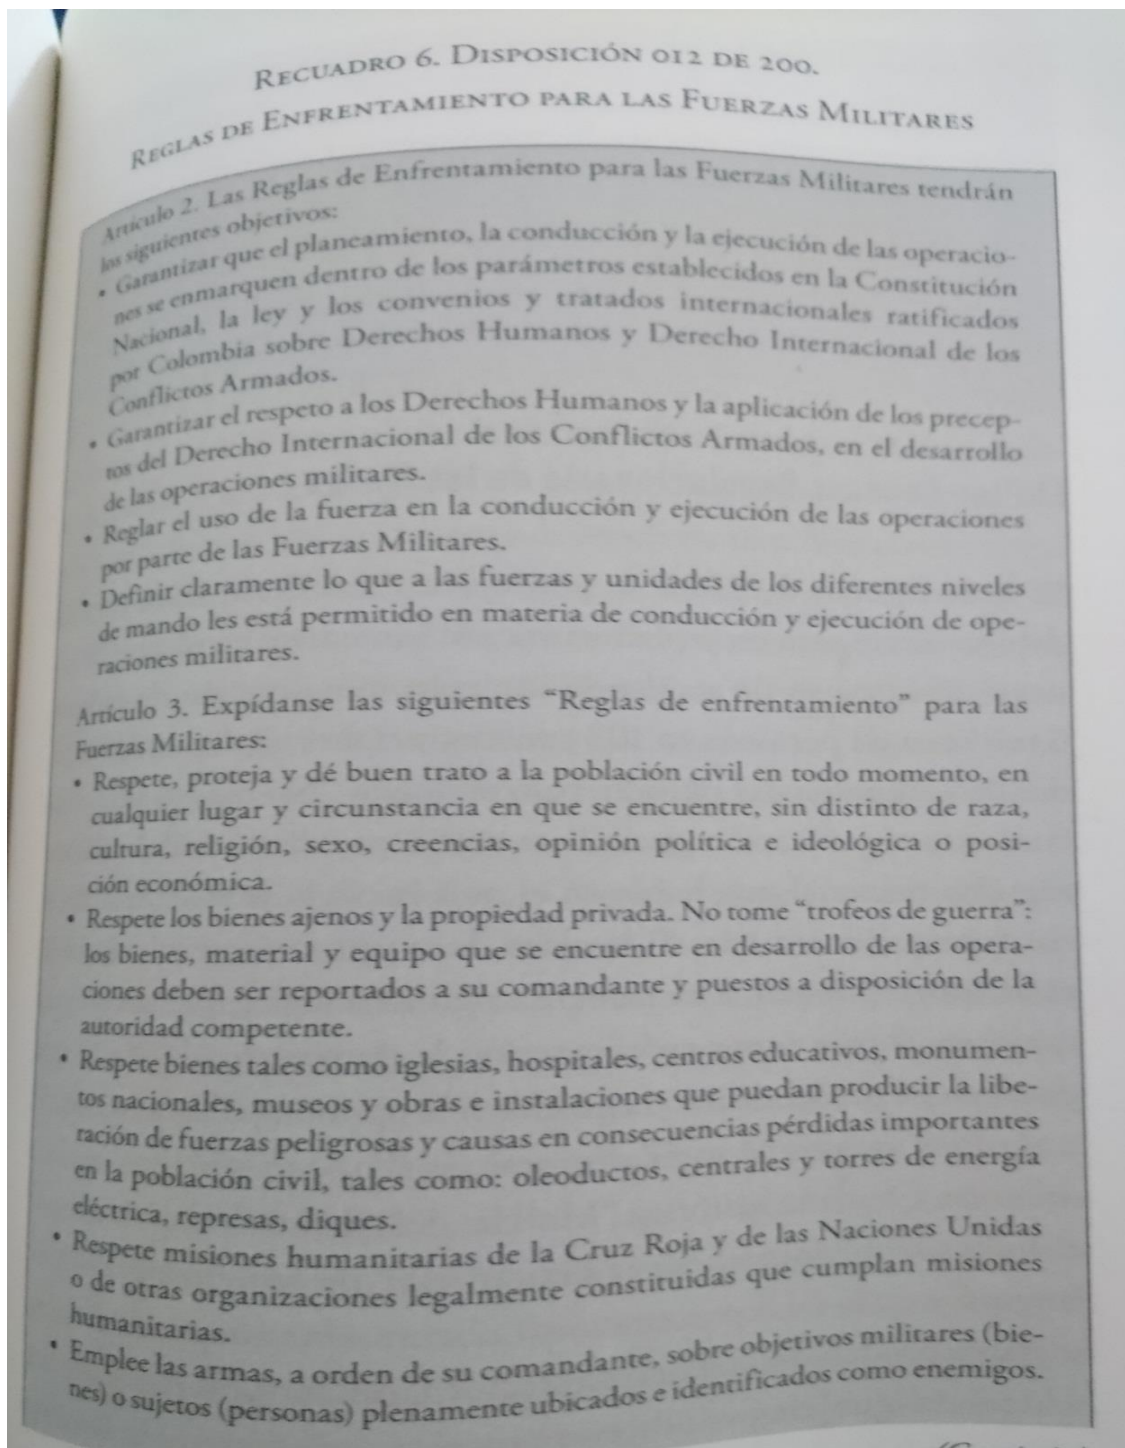 RECUADRO 6. DISPOSICIÓN 012 DE 200.
REGLAS DE ENFRENTAMIENTO PARA LAS FUERZAS MILITARES
Artículo 2. Las Reglas de Enfrentamiento para las Fuerzas Militares tendrán
los siguientes objetivos:
• Garantizar que el planeamiento, la conducción y la ejecución de las operacio-
nes se enmarquen dentro de los parámetros establecidos en la Constitución
Nacional, la ley y los convenios y tratados internacionales ratificados
por Colombia sobre Derechos Humanos y Derecho Internacional de los
Conflictos Armados.
• Garantizar el respeto a los Derechos Humanos y la aplicación de los precep-
tos del Derecho Internacional de los Conflictos Armados, en el desarrollo
de las operaciones militares.
• Reglar el uso de la fuerza en la conducción y ejecución de las operaciones
por parte de las Fuerzas Militares.
• Definir claramente lo que a las fuerzas y unidades de los diferentes niveles
de mando les está permitido en materia de conducción y ejecución de ope-
raciones militares.
Artículo 3. Expídanse las siguientes “Reglas de enfrentamiento” para las
Fuerzas Militares:
• Respete, proteja y dé buen trato a la población civil en todo momento, en
cualquier lugar y circunstancia en que se encuentre, sin distinto de raza,
cultura, religión, sexo, creencias, opinión política e ideológica o posi-
ción económica.
• Respete los bienes ajenos y la propiedad privada. No tome “trofeos de guerra”:
los bienes, material y equipo que se encuentre en desarrollo de las opera-
ciones deben ser reportados a su comandante y puestos a disposición de la
autoridad competente.
• Respete bienes tales como iglesias, hospitales, centros educativos, monumen-
tos nacionales, museos y obras e instalaciones que puedan producir la libe-
ración de fuerzas peligrosas y causas en consecuencias pérdidas importantes
en la población civil, tales como: oleoductos, centrales y torres de energía
eléctrica, represas, diques.
• Respete misiones humanitarias de la Cruz Roja y de las Naciones Unidas
o de otras organizaciones legalmente constituidas que cumplan misiones
humanitarias.
• Emplee las armas, a orden de su comandante, sobre objetivos militares (bie-
nes) o sujetos (personas) plenamente ubicados e identificados como enemigos.